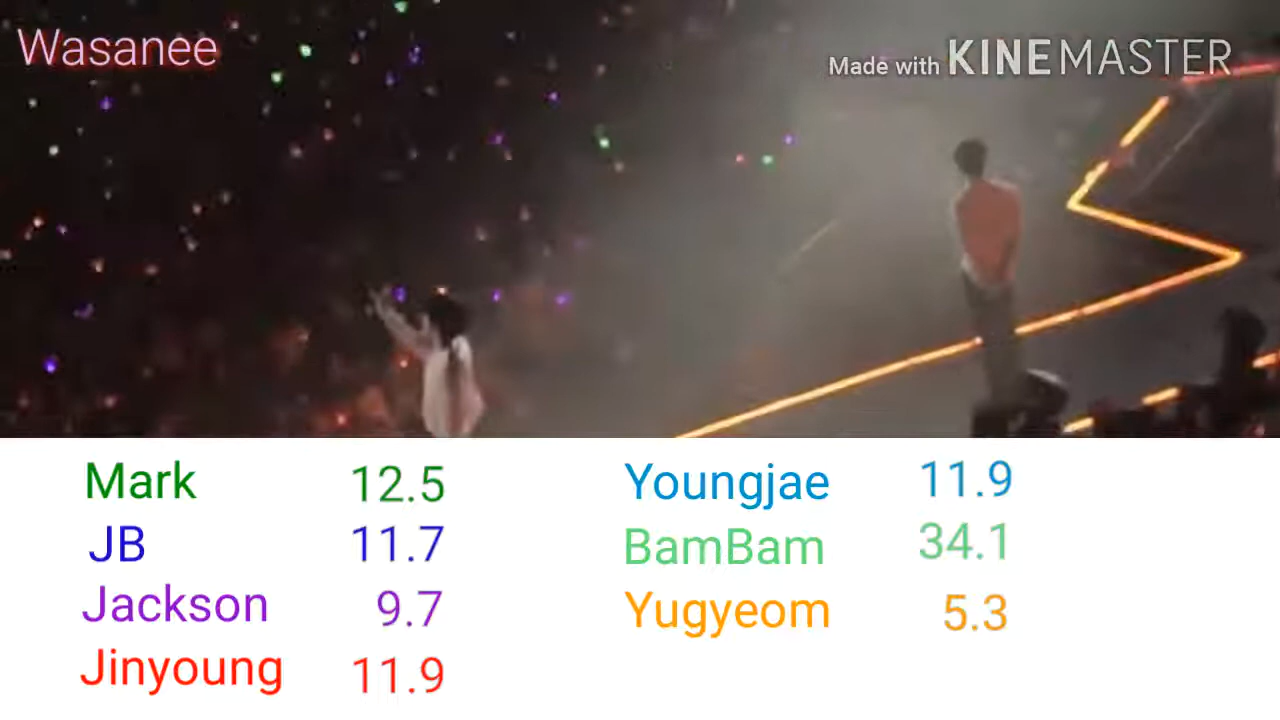 Wasanee
Made with KINEMASTER
Mark 12.5
JB 11.7
Jackson 9.7
Jinyoung 11.9
Youngjae 11.9
BamBam 34.1
Yugyeom 5.3